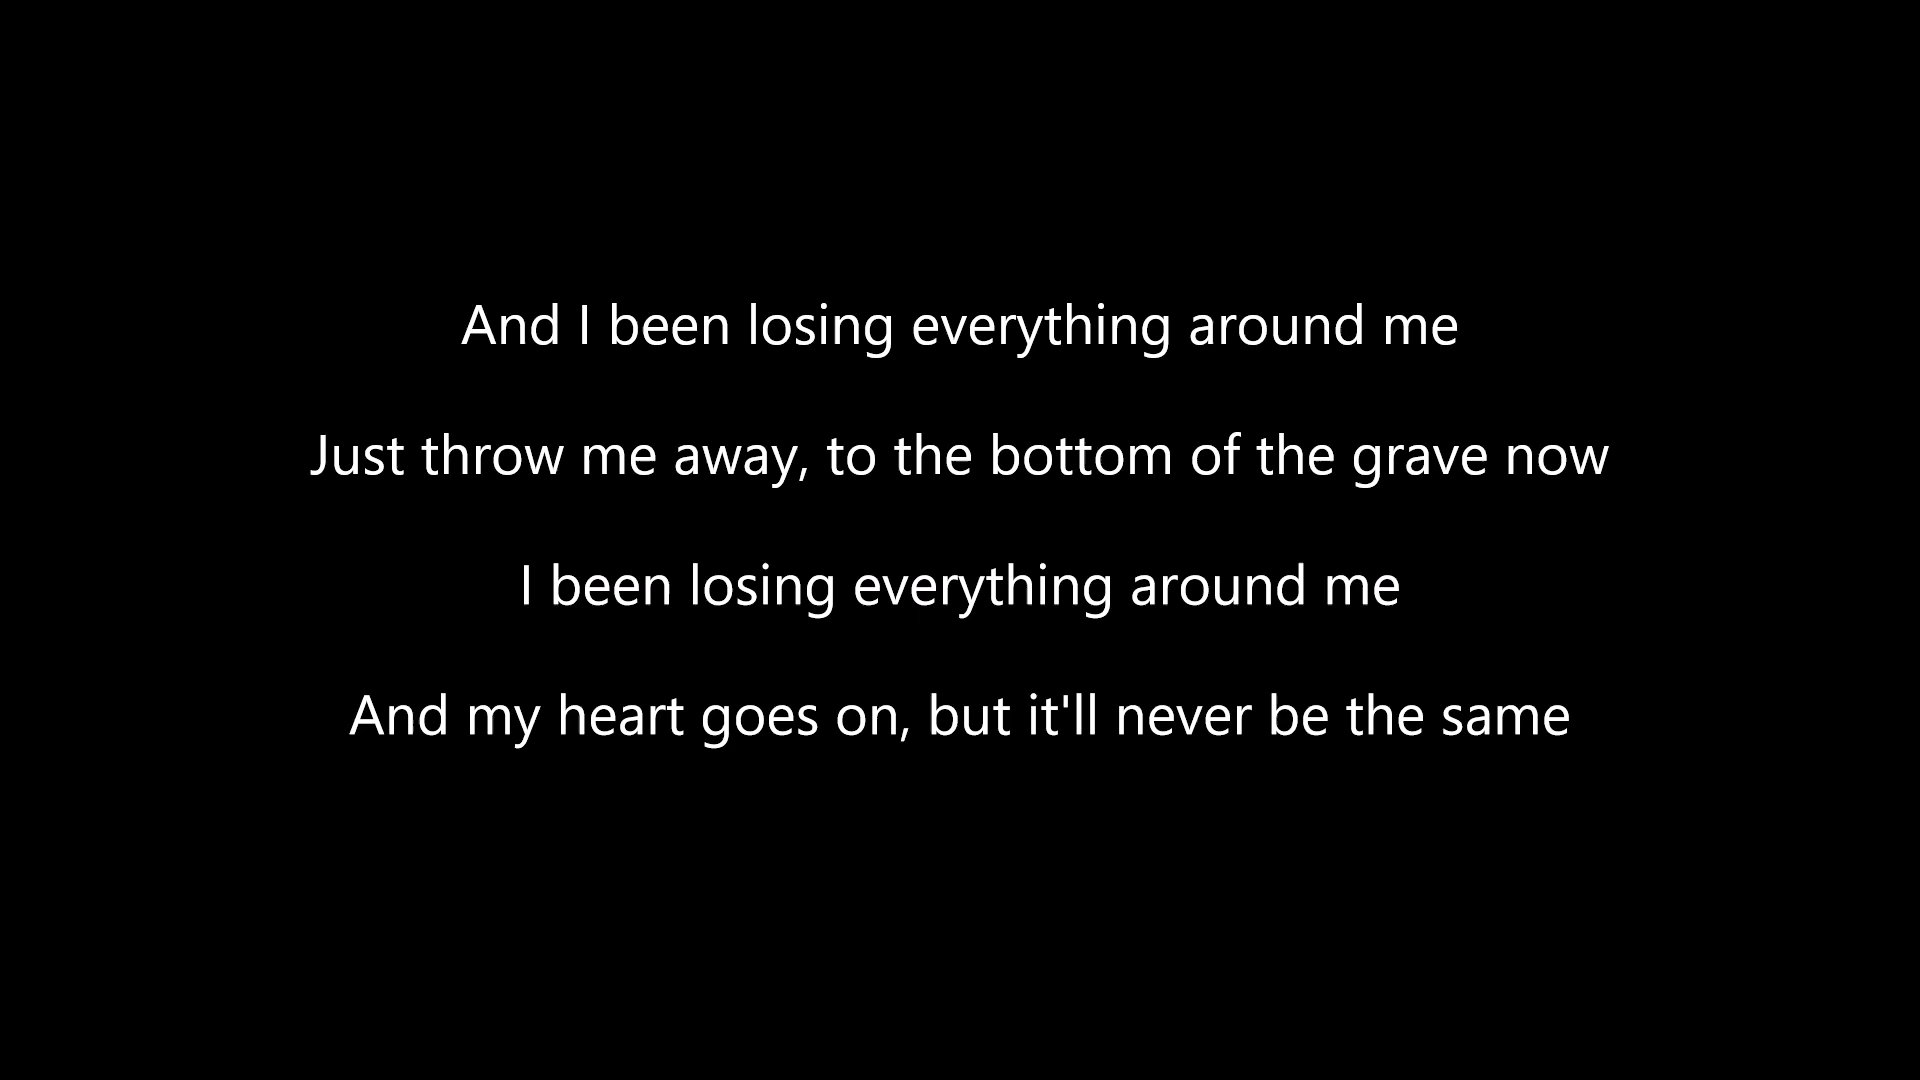 And I been losing everything around me
Just throw me away, to the bottom of the grave now
I been losing everything around me
And my heart goes on, but it'll never be the same